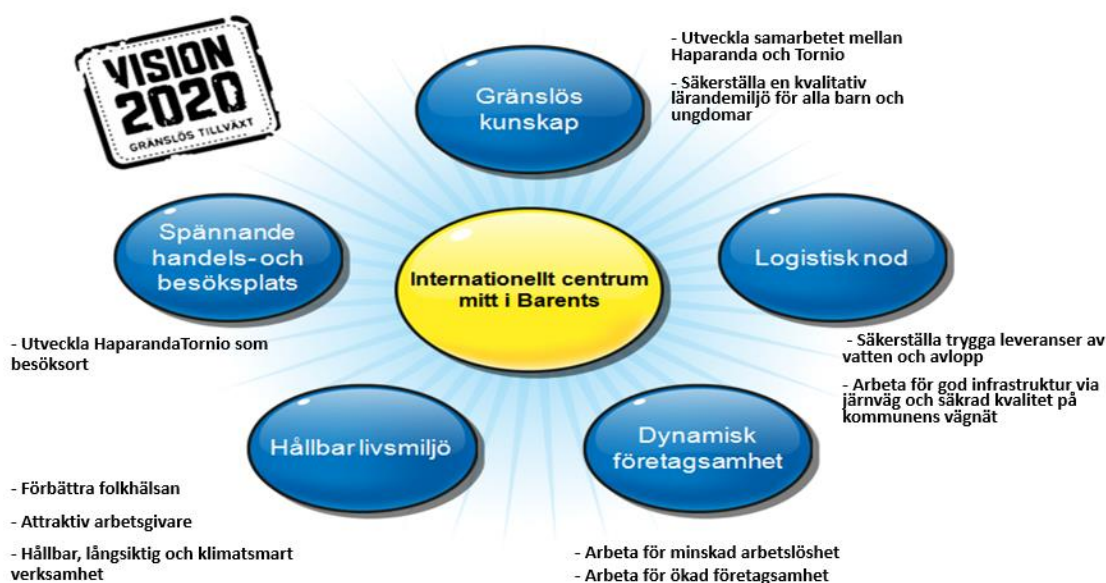 VISION
2020
GRÄNSLÖS TILLVÄXT
Gränslös
kunskap
- Utveckla samarbetet mellan
Haparanda och Tornio
- Säkerställa en kvalitativ
lärandemiljö för alla barn och
ungdomar
Spännande
handels- och
besöksplats
- Utveckla HaparandaTornio som
besöksort
Internationellt centrum
mitt i Barents
Logistisk nod
- Säkerställa trygga leveranser av
vatten och avlopp
- Arbeta för god infrastruktur via
järnväg och säkrad kvalitet på
kommunens vägnät
Hållbar livsmiljö
- Förbättra folkhälsan
- Attraktiv arbetsgivare
- Hållbar, långsiktig och klimatsmart
verksamhet
Dynamisk
företagsamhet
- Arbeta för minskad arbetslöshet
- Arbeta för ökad företagsamhet